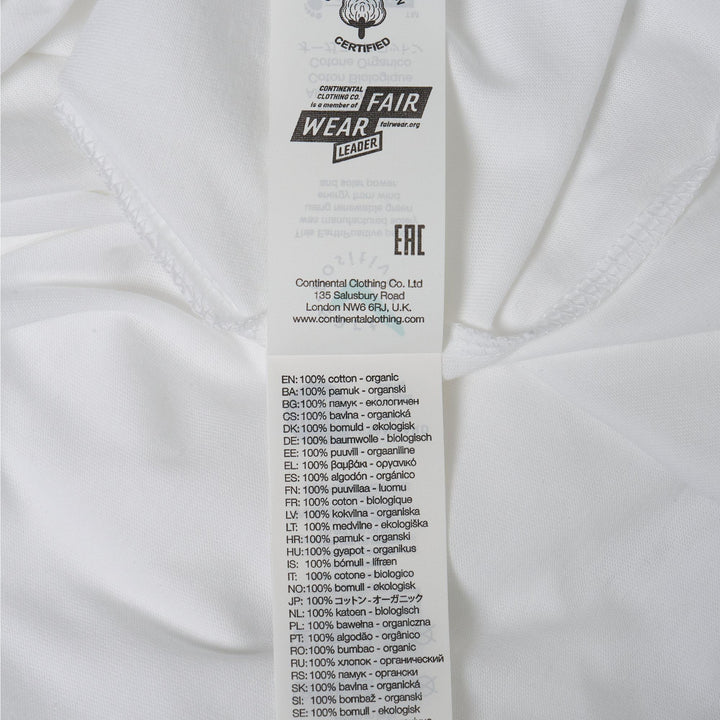 CERTIFIED
CONTINENTAL
CLOTHING CO.
is a member of
FAIR
WEAR
fairwear.org
LEADER
EAC
Continental Clothing Co. Ltd
135 Salusbury Road
London NW6 6RJ, U.K.
www.continentalclothing.com
EN: 100% cotton - organic
BA: 100% pamuk - organski
BG: 100% памук - екологичен
CS: 100% bavlna - organická
DK: 100% bomuld - økologisk
DE: 100% baumwolle - biologisch
EE: 100% puuvill - orgaaniline
EL: 100% βαμβάκι - οργανικό
ES: 100% algodón - orgánico
FN: 100% puuvillaa - luomu
FR: 100% coton - biologique
LV: 100% kokvilna - organiska
LT: 100% medvilne - ekologiška
HR: 100% pamuk - organski
HU: 100% gyapot - organikus
IS: 100% bómull - lífræn
IT: 100% cotone - biologico
NO: 100% bomull - økologisk
JP: 100% コットン - オーガニック
NL: 100% katoen - biologisch
PL: 100% bawełna - organiczna
PT: 100% algodão - orgânico
RO: 100% bumbac - organic
RU: 100% хлопок - органический
RS: 100% памук - органски
SK: 100% bavlna - organická
SI: 100% bombaž - organski
SE: 100% bomull - ekologisk